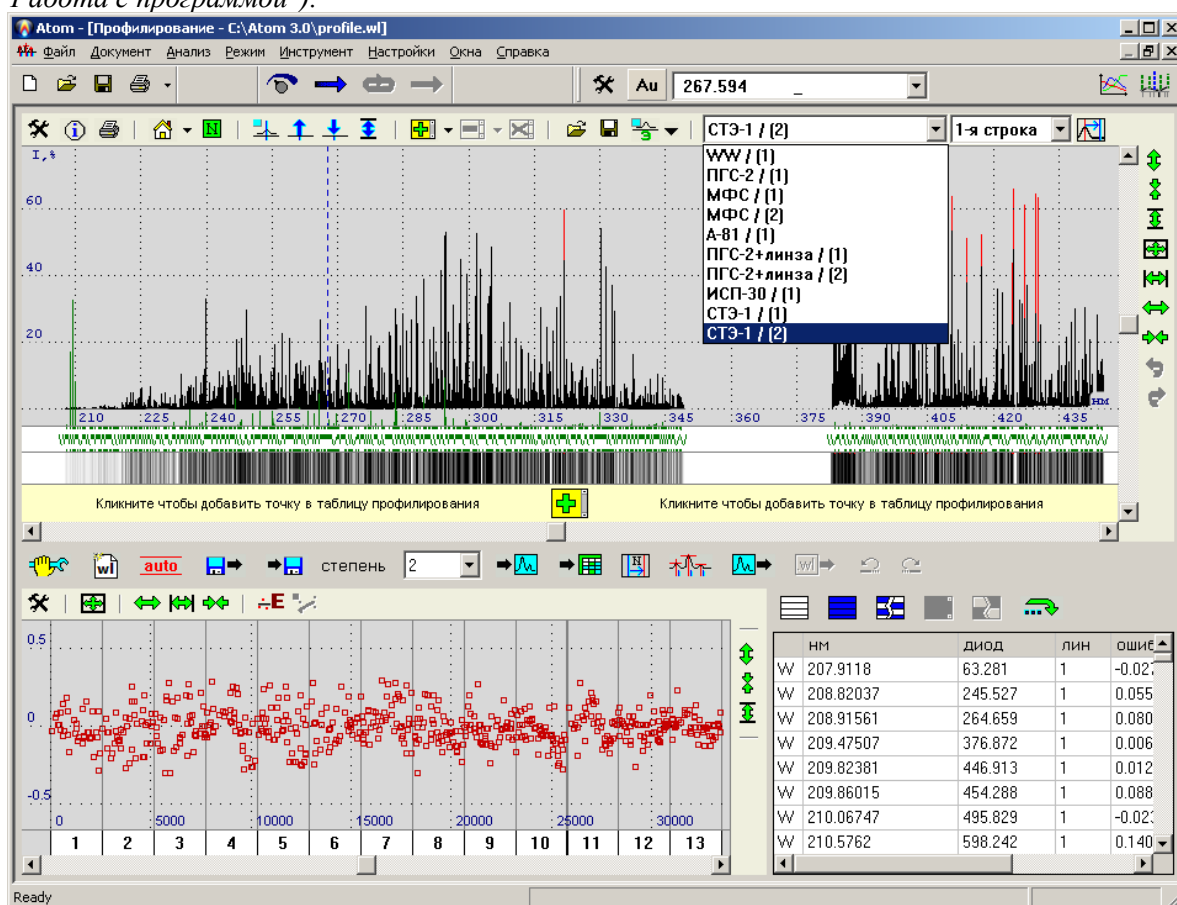 Работа с программой").
Atom - [Профилирование - C:\Atom 3.0\profile.wl]
Файл Документ Анализ Режим Инструмент Настройки Окна Справка
Au 267.594 _
СТЭ-1 / (2) 1-я строка
I,%
WW / (1)
ПГС-2 / (1)
МФС / (1)
МФС / (2)
А-81 / (1)
ПГС-2+линза / (1)
ПГС-2+линза / (2)
ИСП-30 / (1)
СТЭ-1 / (1)
СТЭ-1 / (2)
60
40
20
нм
210 225 240 255 270 285 300 315 330 345 360 375 390 405 420 435
Кликните чтобы добавить точку в таблицу профилирования Кликните чтобы добавить точку в таблицу профилирования
wl auto степень 2 N .wl
÷E
нм диод лин ошиб
W 207.9118 63.281 1 -0.027
W 208.82037 245.527 1 0.055
W 208.91561 264.659 1 0.080
W 209.47507 376.872 1 0.006
W 209.82381 446.913 1 0.012
W 209.86015 454.288 1 0.088
W 210.06747 495.829 1
W 210.5762 598.242 1 0.140
0.5
0
-0.5
0 5000 10000 15000 20000 25000 30000
1 2 3 4 5 6 7 8 9 10 11 12 13
Ready